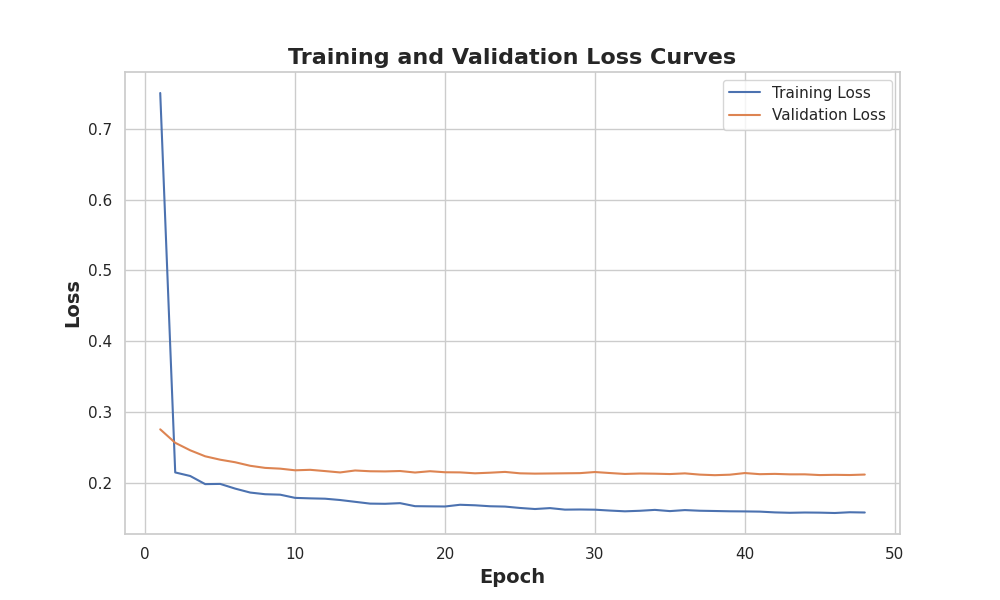 Training and Validation Loss Curves
Training Loss
Validation Loss
0.7
0.6
0.5
0.4
0.3
0.2
Loss
0 10 20 30 40 50
Epoch